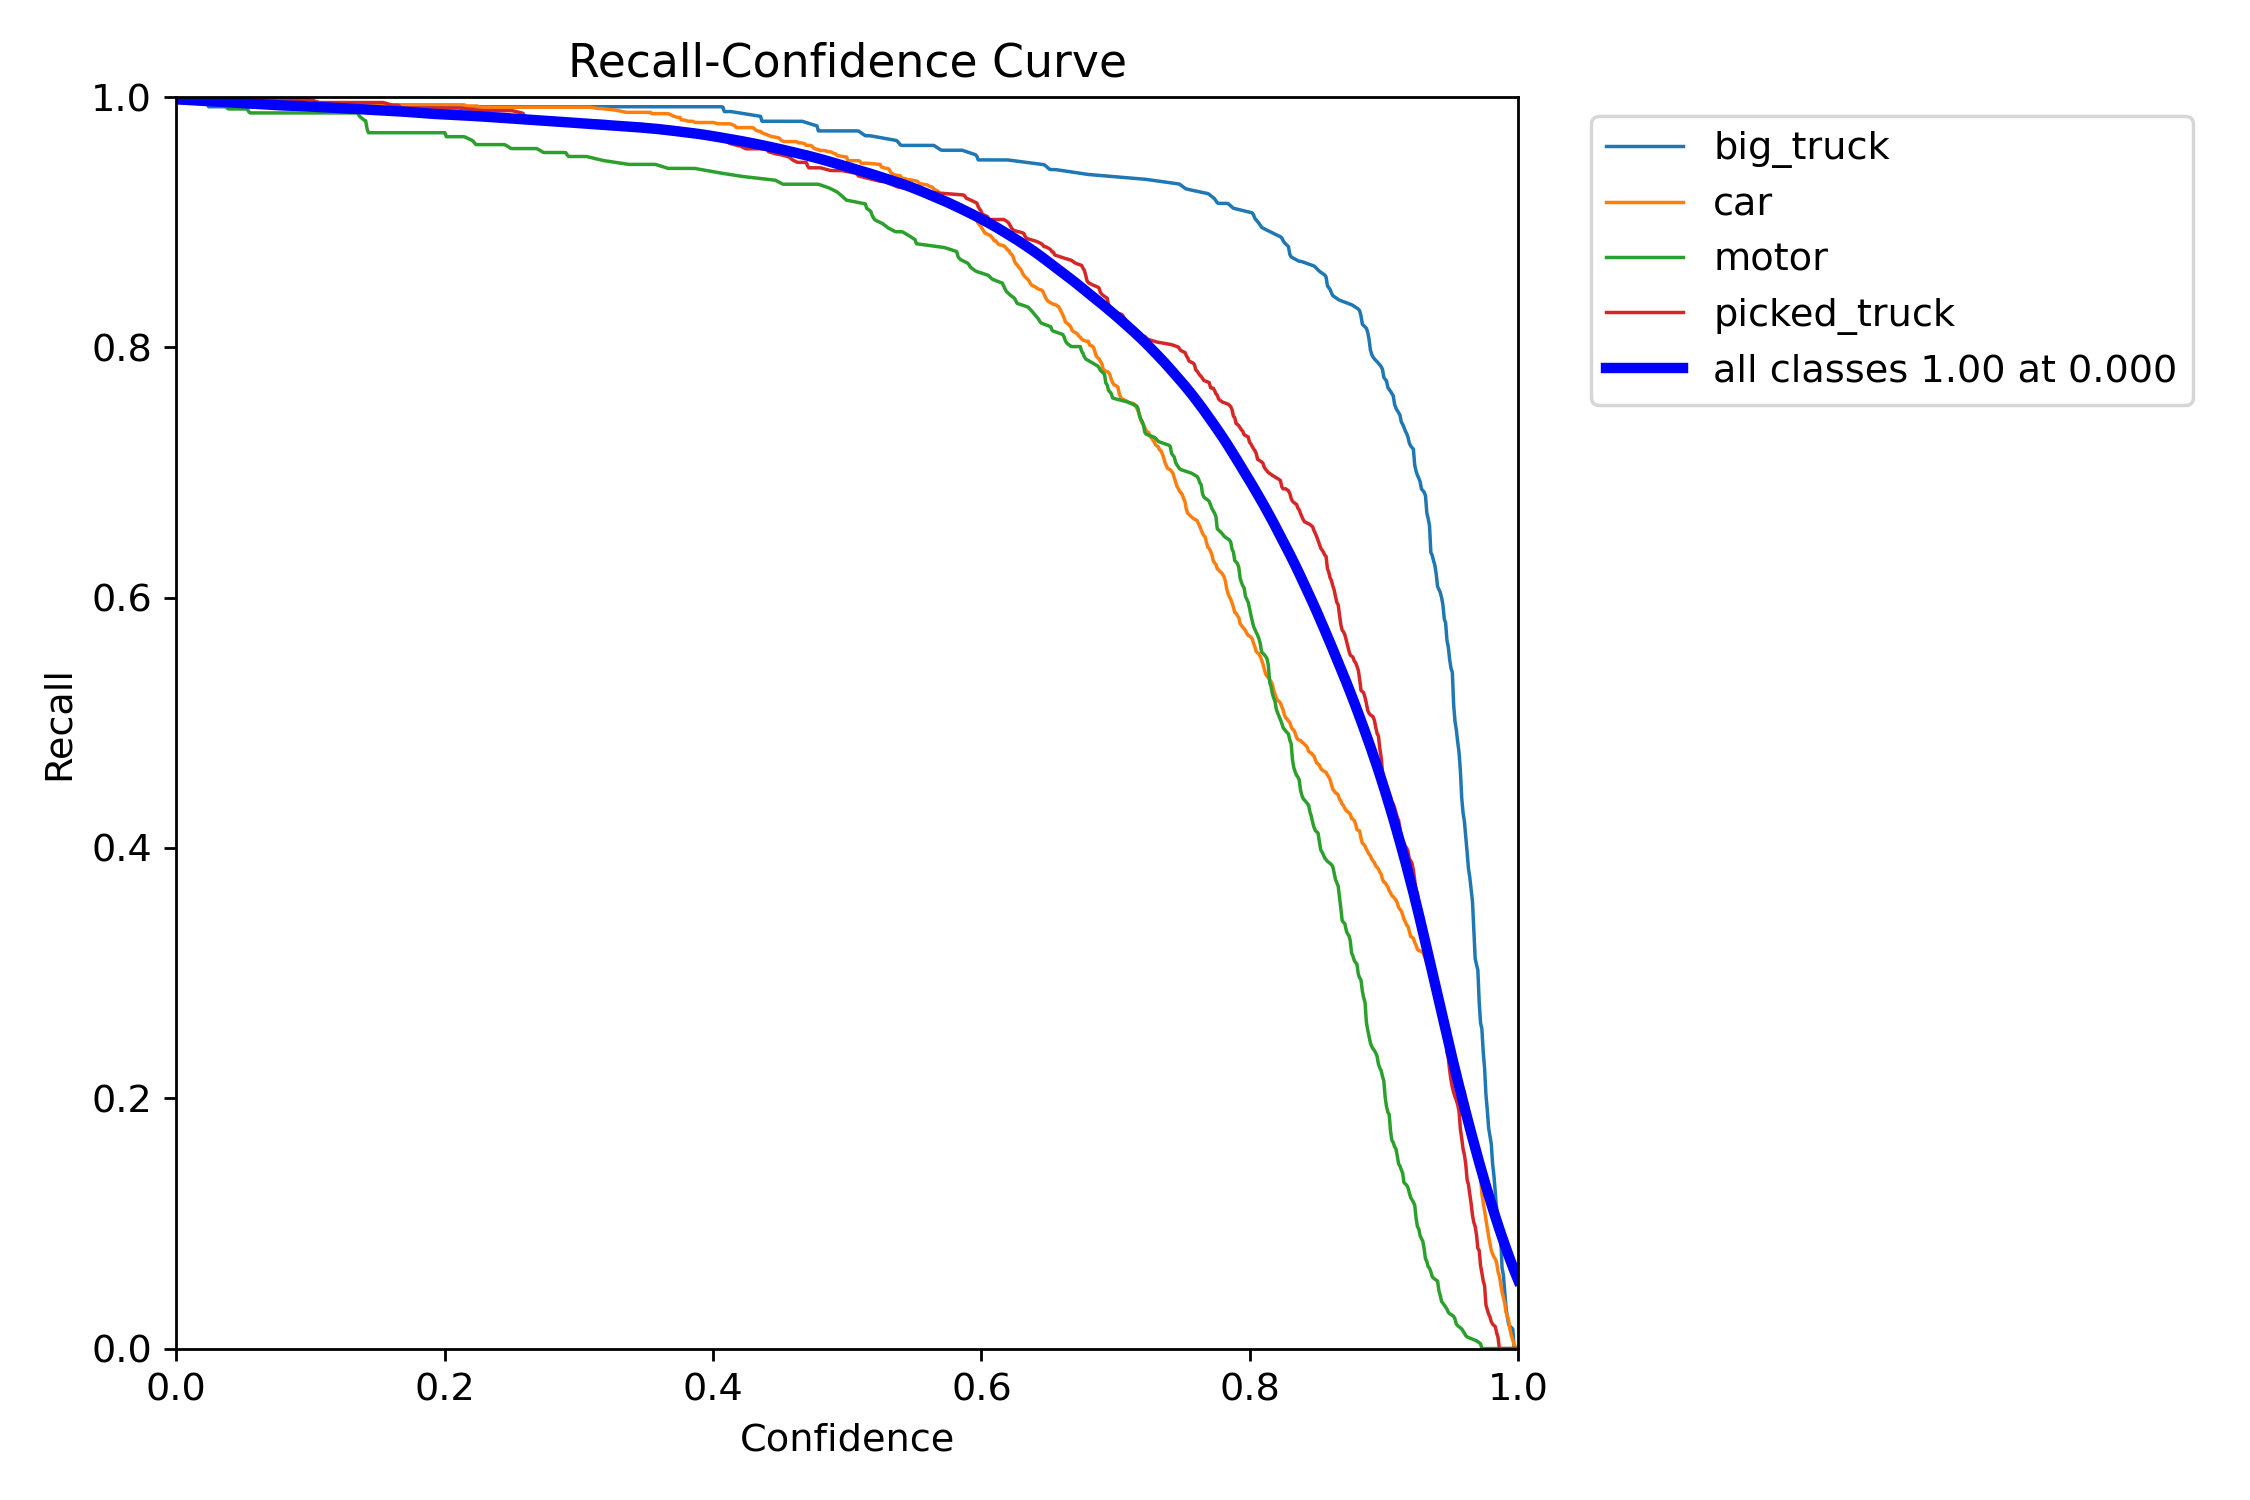 Recall-Confidence Curve
1.0
0.8
0.6
0.4
0.2
0.0
Recall
0.0 0.2 0.4 0.6 0.8 1.0
Confidence
big_truck
car
motor
picked_truck
all classes 1.00 at 0.000